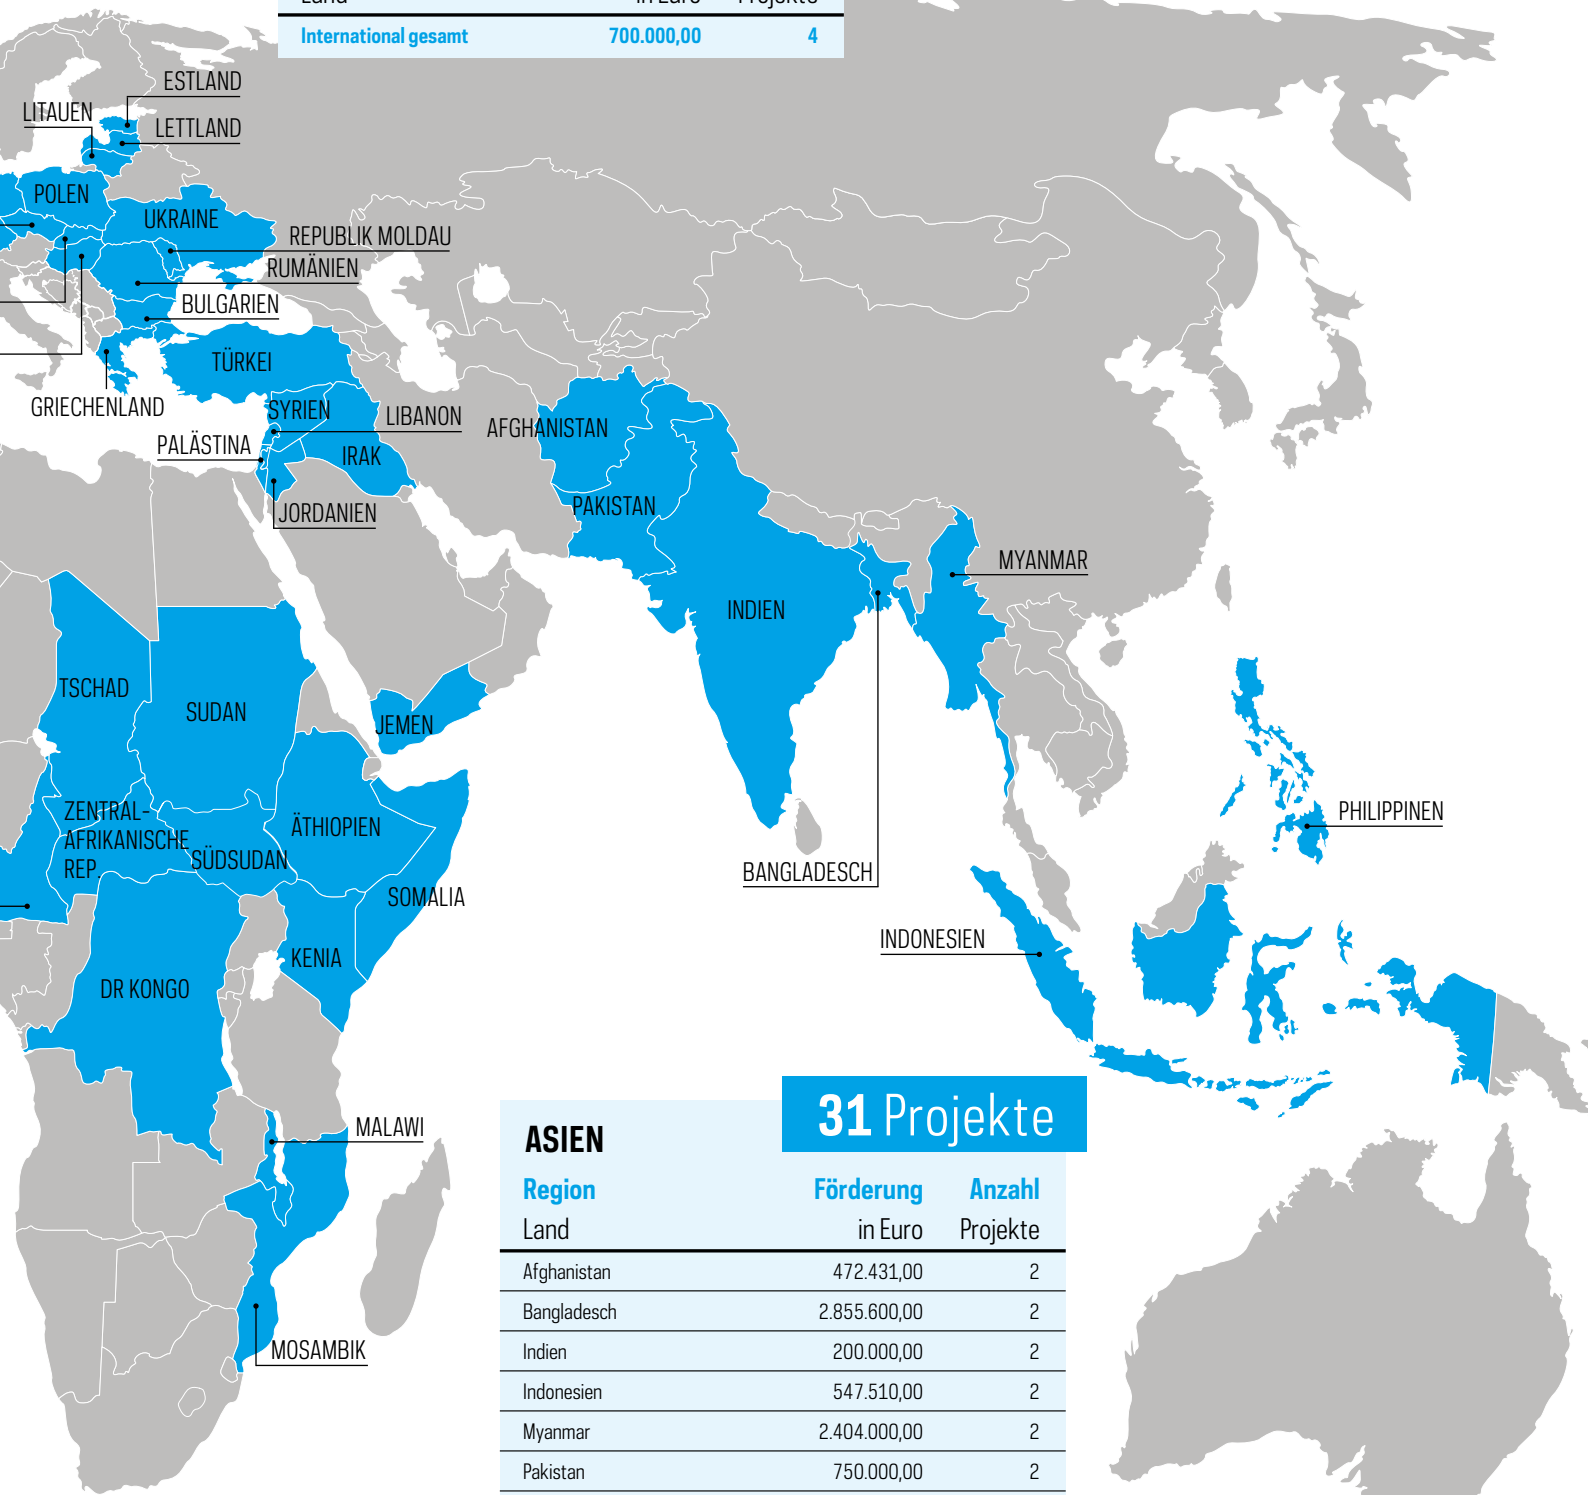 Land in Euro Projekte
International gesamt 700.000,00 4
ESTLAND
LITAUEN
LETTLAND
POLEN
UKRAINE
REPUBLIK MOLDAU
RUMÄNIEN
BULGARIEN
TÜRKEI
GRIECHENLAND
SYRIEN
LIBANON
AFGHANISTAN
PALÄSTINA
IRAK
PAKISTAN
JORDANIEN
MYANMAR
INDIEN
TSCHAD
SUDAN
JEMEN
ZENTRAL-
AFRIKANISCHE
REP.
ÄTHIOPIEN
SÜDSUDAN
PHILIPPINEN
BANGLADESCH
SOMALIA
INDONESIEN
KENIA
DR KONGO
MALAWI
MOSAMBIK
31 Projekte
ASIEN
Region Förderung Anzahl
Land in Euro Projekte
Afghanistan 472.431,00 2
Bangladesch 2.855.600,00 2
Indien 200.000,00 2
Indonesien 547.510,00 2
Myanmar 2.404.000,00 2
Pakistan 750.000,00 2